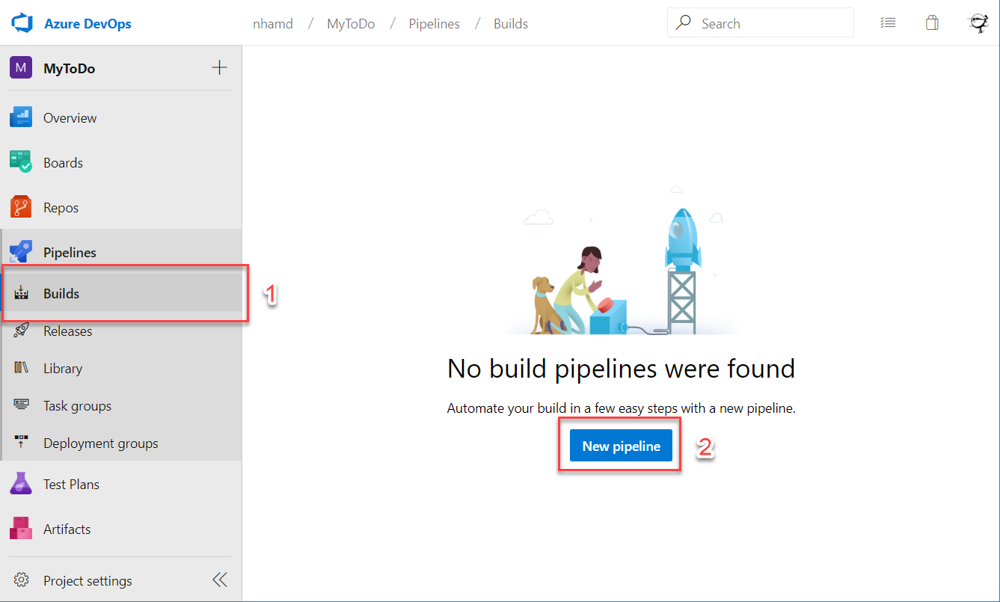 Azure DevOps
nhamd / MyToDo / Pipelines / Builds
Search
M MyToDo
Overview
Boards
Repos
Pipelines
Builds
1
Releases
Library
Task groups
Deployment groups
Test Plans
Artifacts
Project settings
No build pipelines were found
Automate your build in a few easy steps with a new pipeline.
New pipeline
2